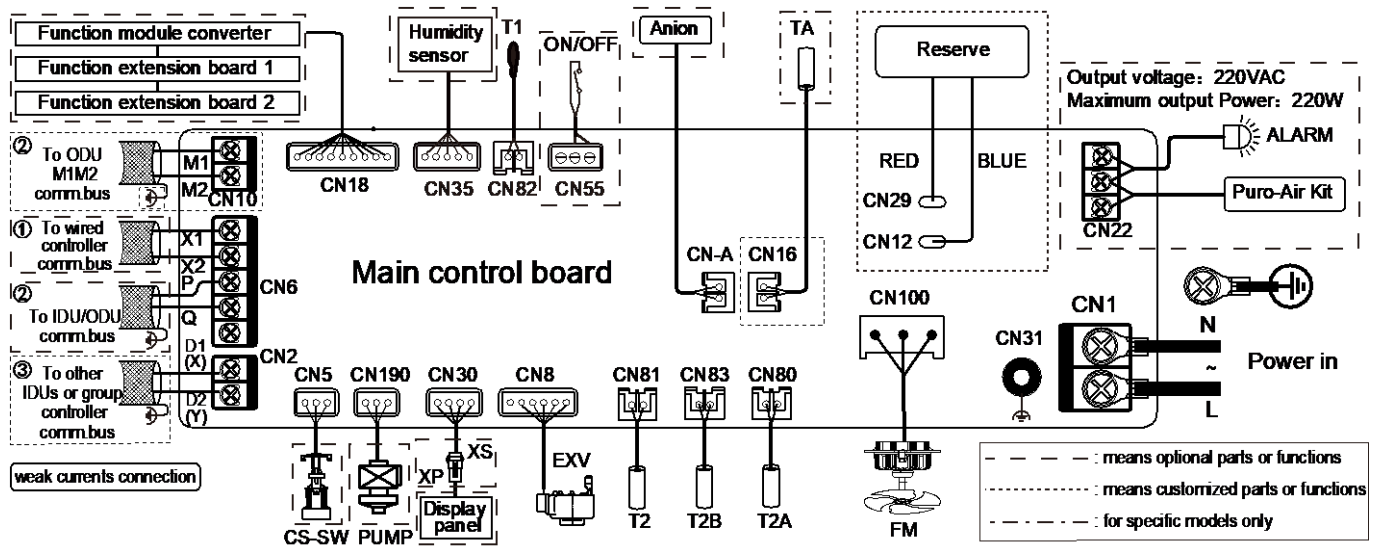 Function module converter
Function extension board 1
Function extension board 2
Humidity
sensor
T1
ON/OFF
Anion
TA
Reserve
Output voltage: 220VAC
Maximum output Power: 220W
ALARM
Puro-Air Kit
CN22
② To ODU
M1M2
comm.bus
M1
M2
CN10
CN18
CN35
CN82
CN55
RED
BLUE
CN29
CN12
① To wired
controller
comm.bus
X1
X2
P
CN6
② To IDU/ODU
comm.bus
Q
Main control board
CN-A
CN16
CN100
CN31
CN1
N
~
L
Power in
③ To other
IDUs or group
controller
comm.bus
D1
(X)
CN2
D2
(Y)
CN5
CN190
CN30
CN8
CN81
CN83
CN80
weak currents connection
CS-SW
PUMP
XP
XS
Display
panel
EXV
T2
T2B
T2A
FM
: means optional parts or functions
: means customized parts or functions
: for specific models only